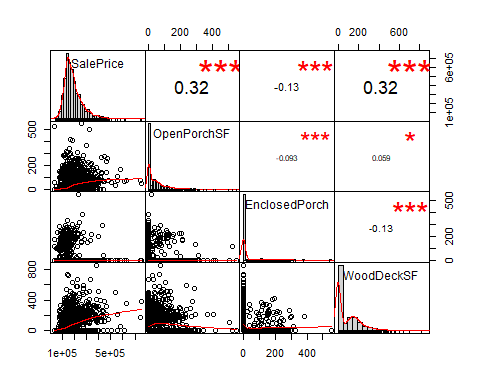 0 200 400
0 200 600
SalePrice
0.32
***
-0.13
***
0.32
***
1e+05 6e+05
0 200 500
OpenPorchSF
-0.093
***
0.059
*
EnclosedPorch
-0.13
***
0 200 500
0 400 800
WoodDeckSF
1e+05 5e+05
0 200 400